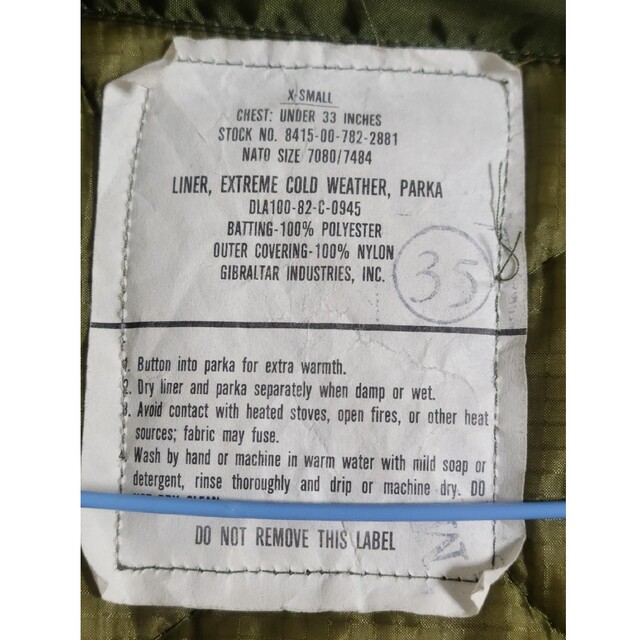 X-SMALL
CHEST: UNDER 33 INCHES
STOCK NO. 8415-00-782-2881
NATO SIZE 7080/7484
LINER, EXTREME COLD WEATHER, PARKA
DLA100-82-C-0945
BATTING-100% POLYESTER
OUTER COVERING-100% NYLON
GIBRALTAR INDUSTRIES, INC.
35
1. Button into parka for extra warmth.
2. Dry liner and parka separately when damp or wet.
3. Avoid contact with heated stoves, open fires, or other heat
sources; fabric may fuse.
4. Wash by hand or machine in warm water with mild soap or
detergent, rinse thoroughly and drip or machine dry. DO
NOT DRY CLEAN
DO NOT REMOVE THIS LABEL